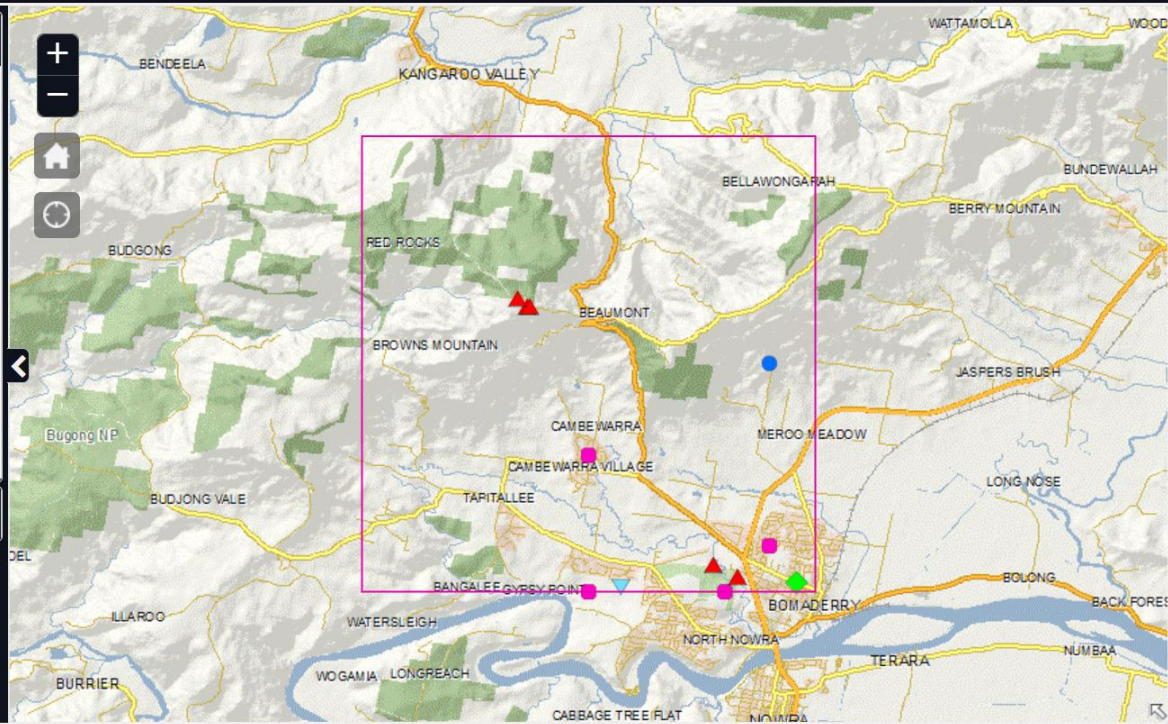 WATTAMOLLA
WOOD
+
BENDEELA
KANGAROO VALLEY
−
BUNDEWALLAH
BELLAWONGARAH
BERRY MOUNTAIN
RED ROCKS
BUDGONG
BEAUMONT
BROWNS MOUNTAIN
JASPERS BRUSH
CAMBEWARRA
Bugong NP
MEROO MEADOW
CAMBEWARRA VILLAGE
LONG NOSE
TAPITALLEE
BUDJONG VALE
DEL
BOLONG
BANGALEE
GYPSY POINT
BACK FORES
BOMADERRY
ILLAROO
WATERSLEIGH
NORTH NOWRA
NUMBAA
TERARA
LONGREACH
WOGAMIA
BURRIER
CABBAGE TREE FLAT
NOWRA